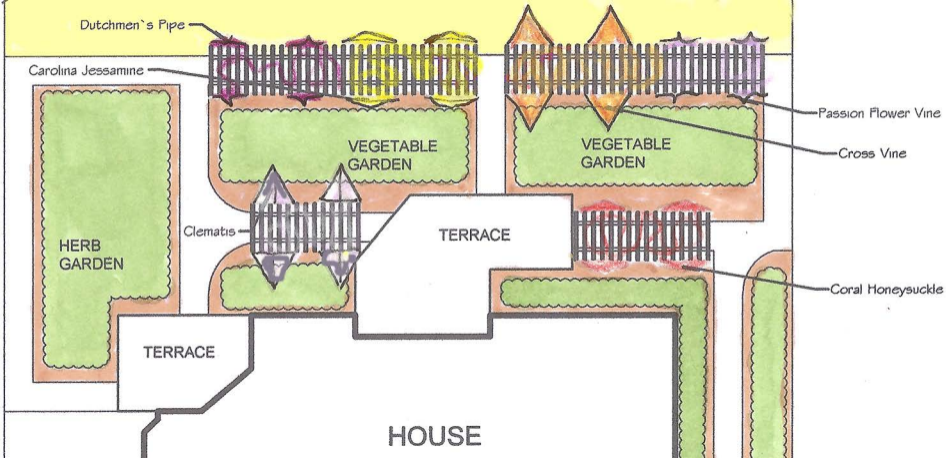 Dutchmen`s Pipe
Carolina Jessamine
Passion Flower Vine
VEGETABLE
GARDEN
VEGETABLE
GARDEN
Cross Vine
Clematis
TERRACE
HERB
GARDEN
Coral Honeysuckle
TERRACE
HOUSE